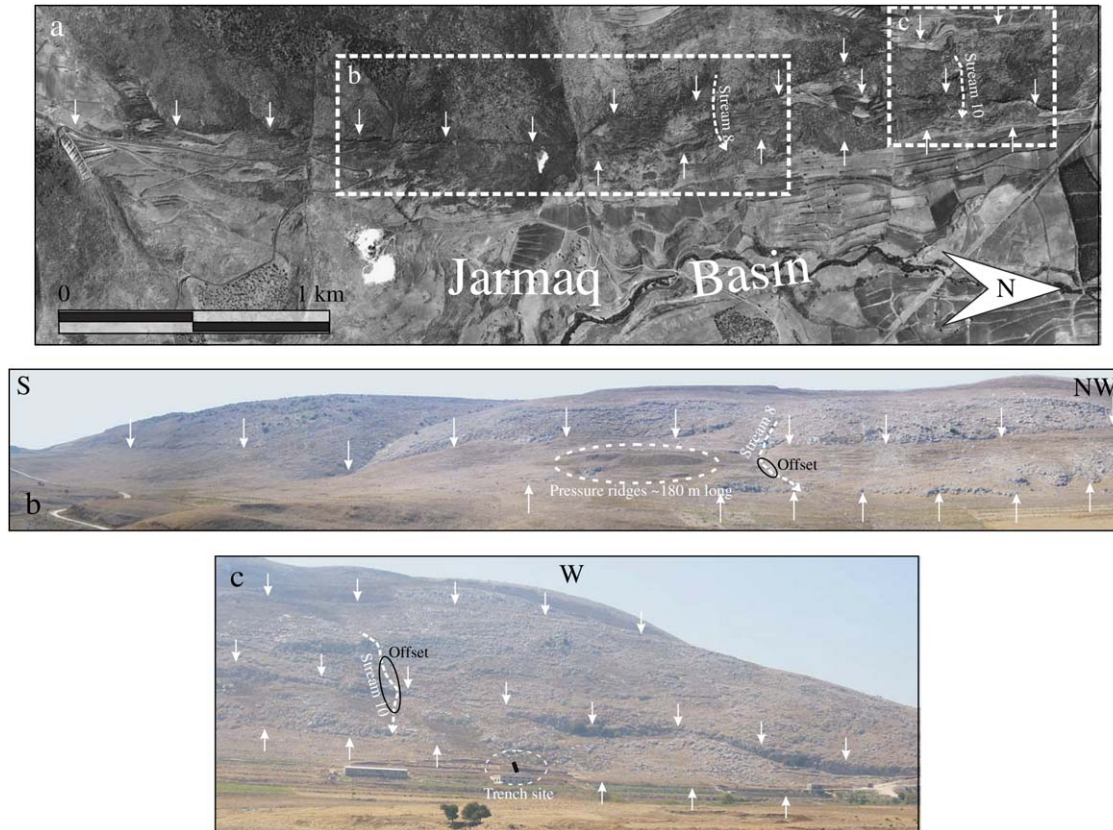 a
b
c
Stream 8
Stream 10
Jarmaq Basin
N
0 1 km
S NW
Stream 8
Offset
Pressure ridges ~180 m long
b
c W
Offset
Stream 10
Trench site